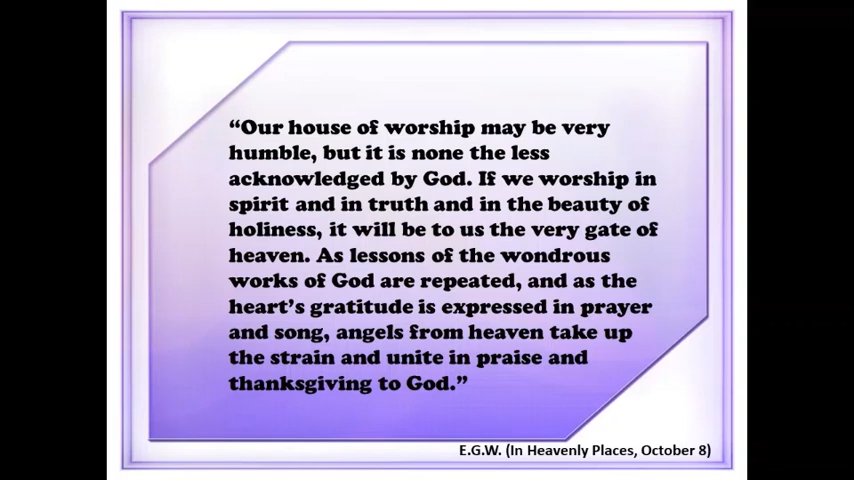 “Our house of worship may be very
humble, but it is none the less
acknowledged by God. If we worship in
spirit and in truth and in the beauty of
holiness, it will be to us the very gate of
heaven. As lessons of the wondrous
works of God are repeated, and as the
heart’s gratitude is expressed in prayer
and song, angels from heaven take up
the strain and unite in praise and
thanksgiving to God.”
E.G.W. (In Heavenly Places, October 8)